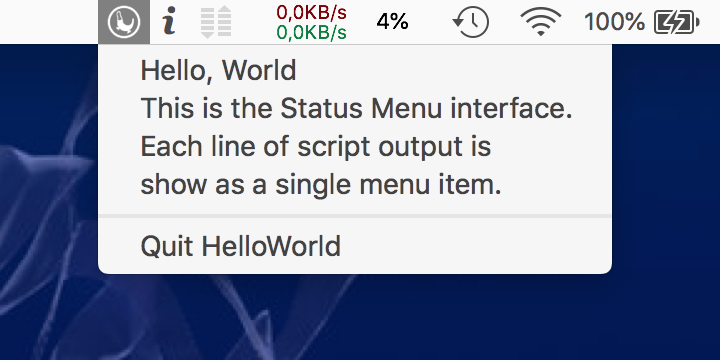 i
0,0KB/s
0,0KB/s
4%
100%
Hello, World
This is the Status Menu interface.
Each line of script output is
show as a single menu item.
Quit HelloWorld